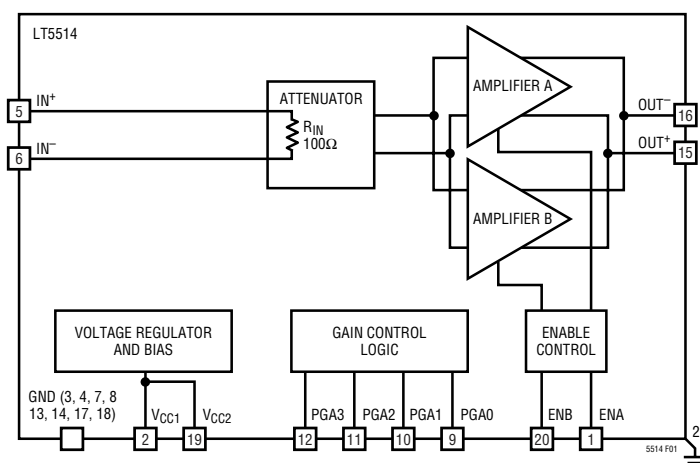 LT5514
5
IN+
6
IN–
ATTENUATOR
RIN
100Ω
AMPLIFIER A
AMPLIFIER B
OUT–
16
OUT+
15
VOLTAGE REGULATOR
AND BIAS
GAIN CONTROL
LOGIC
ENABLE
CONTROL
GND (3, 4, 7, 8
13, 14, 17, 18)
VCC1
VCC2
PGA3
PGA2
PGA1
PGA0
ENB
ENA
2
19
12
11
10
9
20
1
2
5514 F01